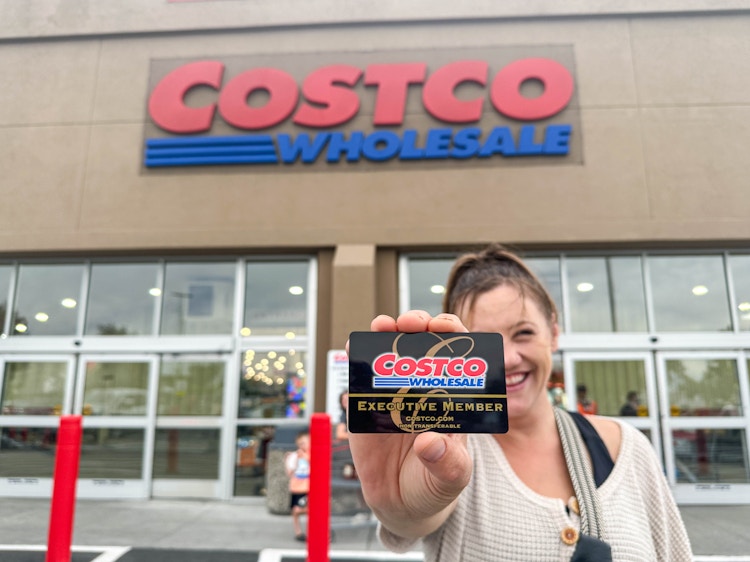 COSTCO
WHOLESALE
COSTCO
WHOLESALE
EXECUTIVE MEMBER
COSTCO.COM
NON-TRANSFERABLE